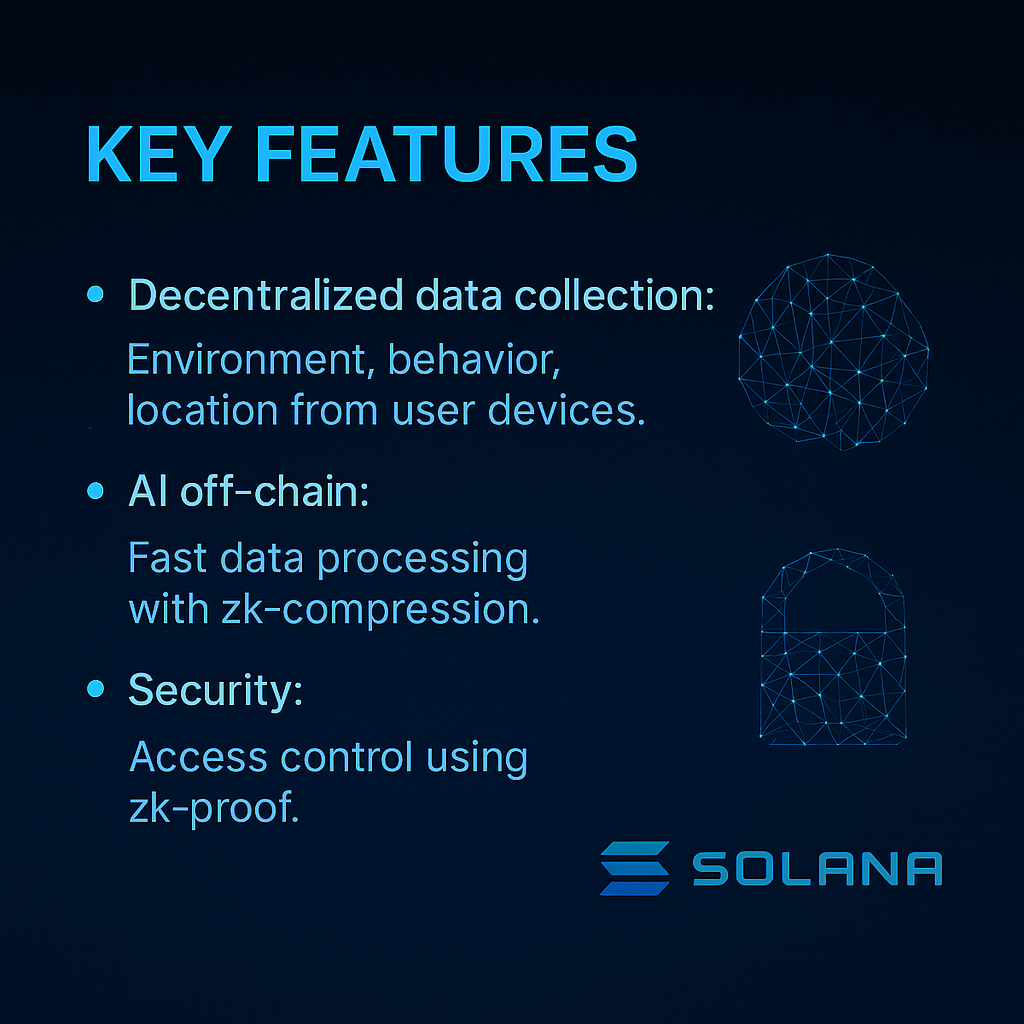 KEY FEATURES
• Decentralized data collection:
Environment, behavior,
location from user devices.
• AI off-chain:
Fast data processing
with zk-compression.
• Security:
Access control using
zk-proof.
SOLANA